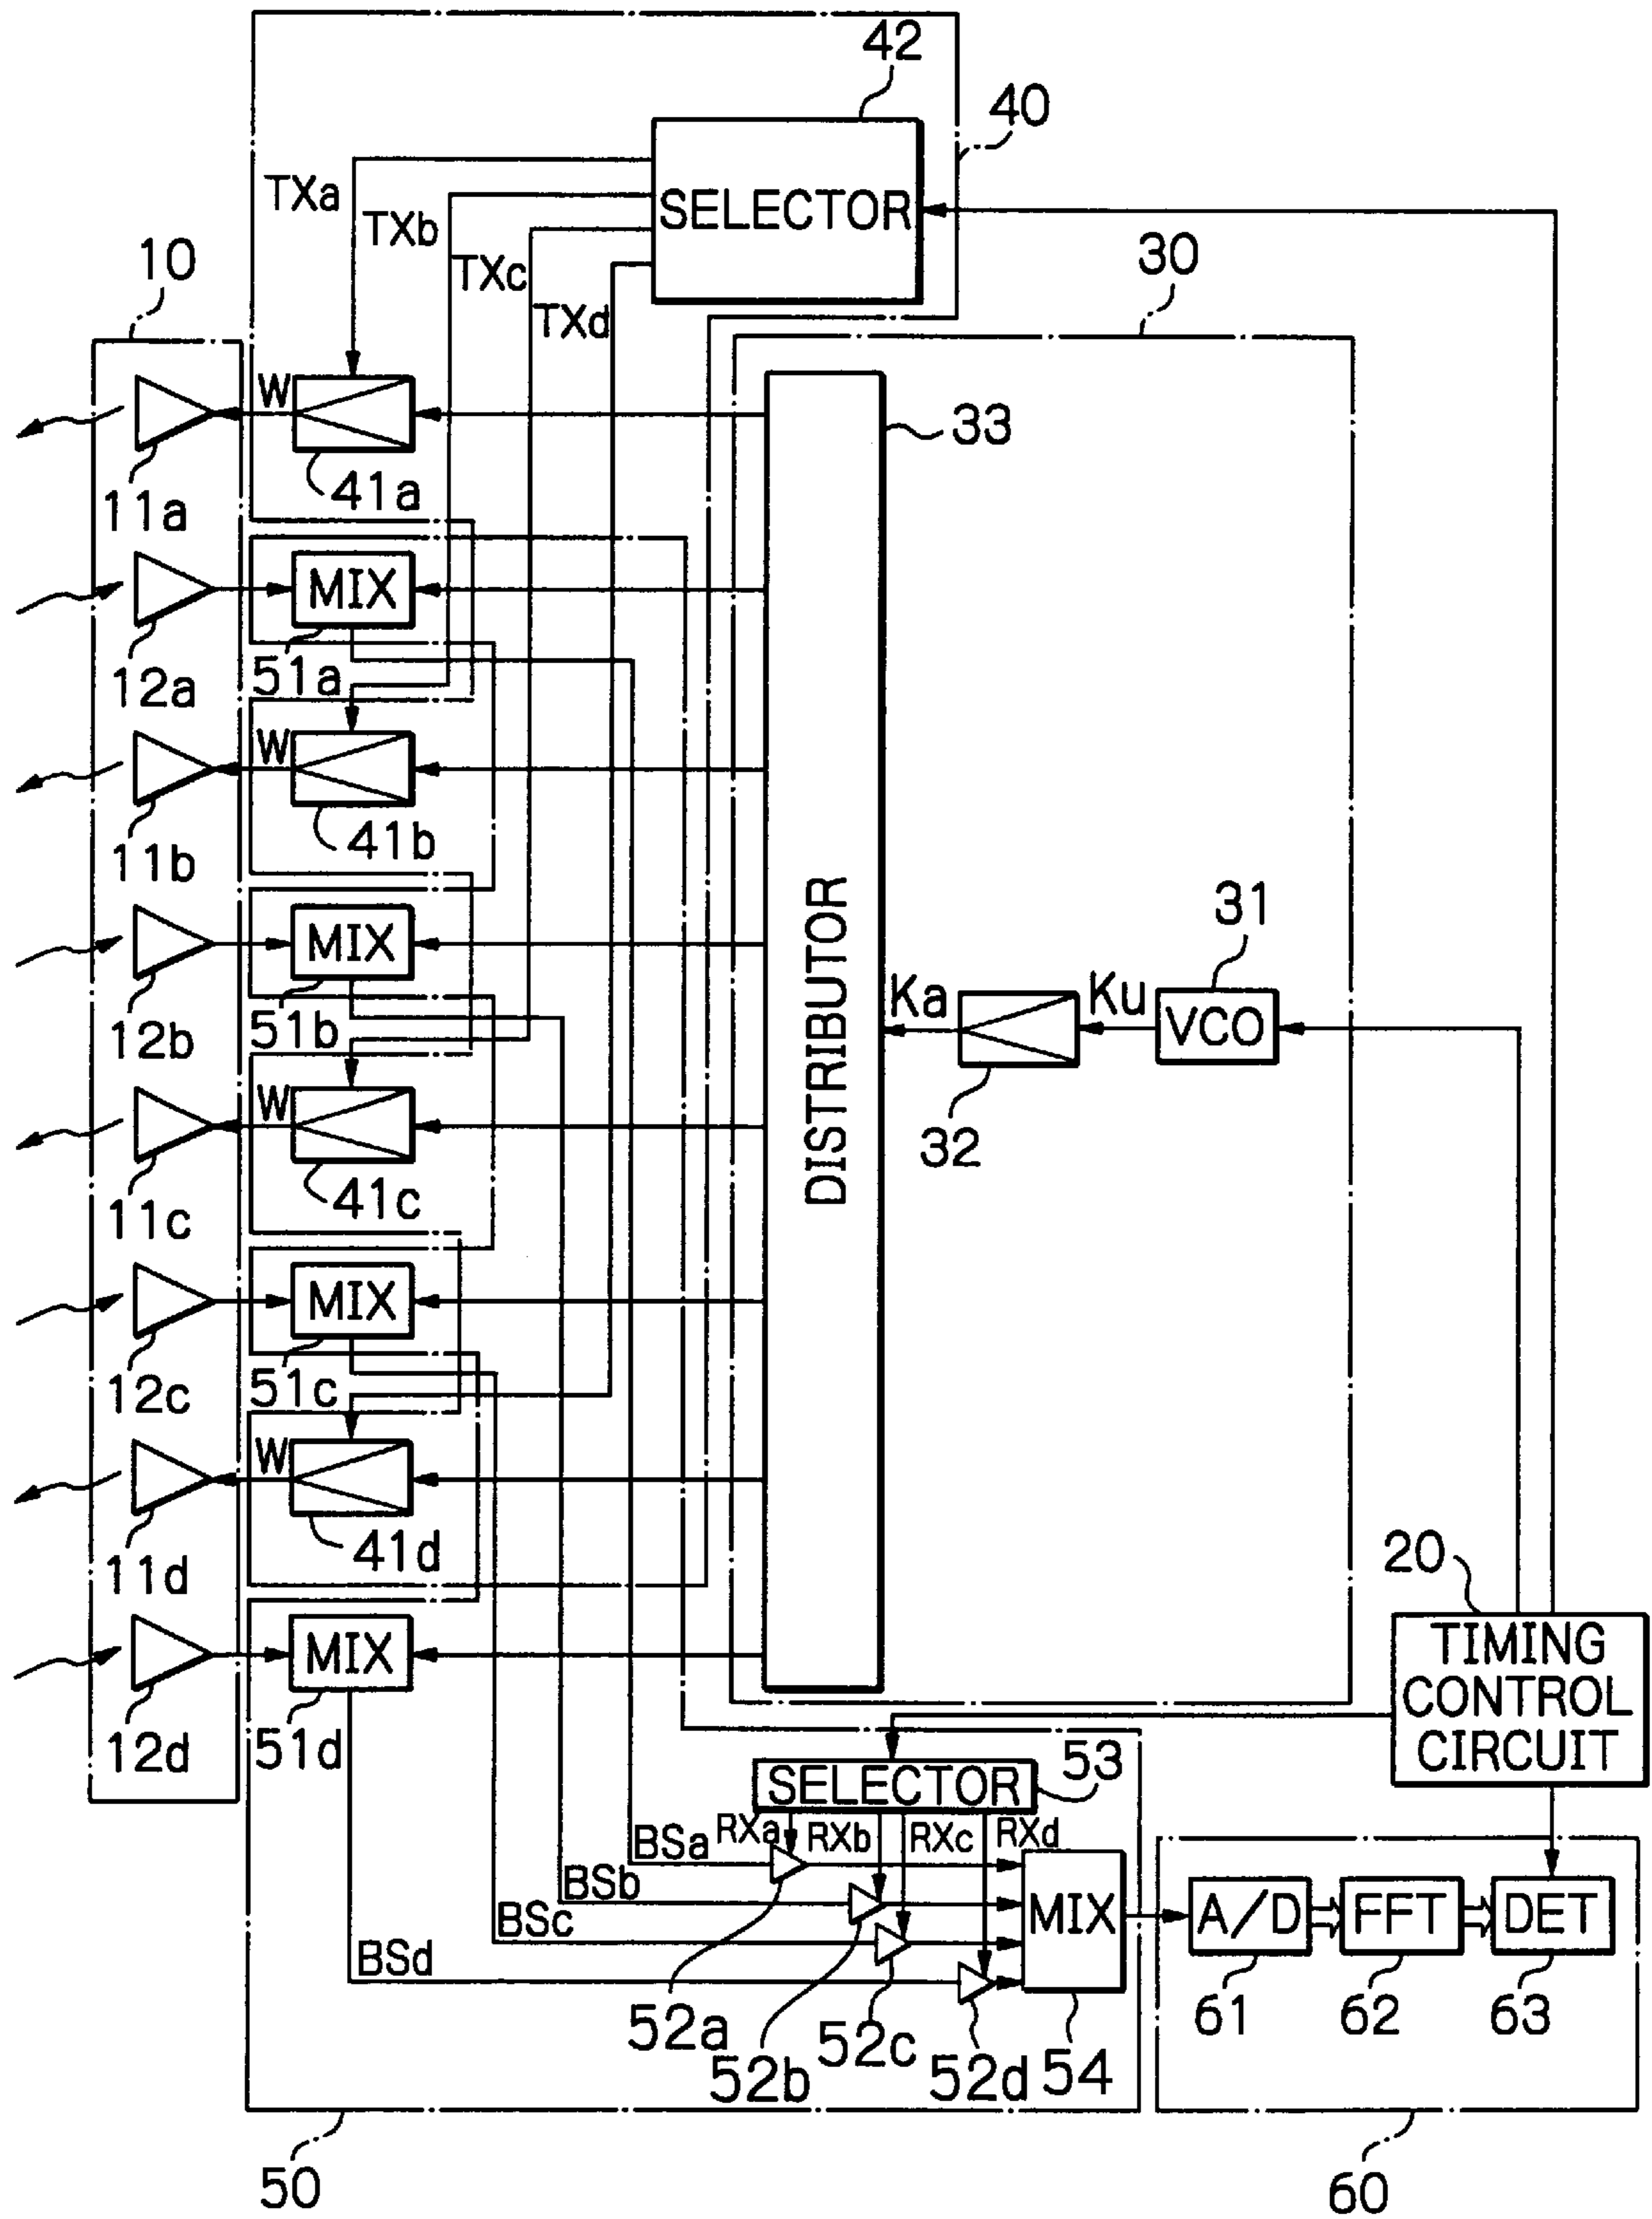 42
40
SELECTOR
TXa
TXb
TXc
TXd
10
30
W
33
11a
41a
MIX
12a
51a
W
11b
41b
MIX
12b
51b
DISTRIBUTOR
31
Ka
Ku
VCO
32
W
11c
41c
MIX
12c
51c
W
11d
41d
20
TIMING
CONTROL
CIRCUIT
MIX
12d
51d
53
SELECTOR
RXa
RXb
RXc
RXd
BSa
BSb
BSc
BSd
MIX
A/D
FFT
DET
61
62
63
52a
52b
52c
52d
54
50
60